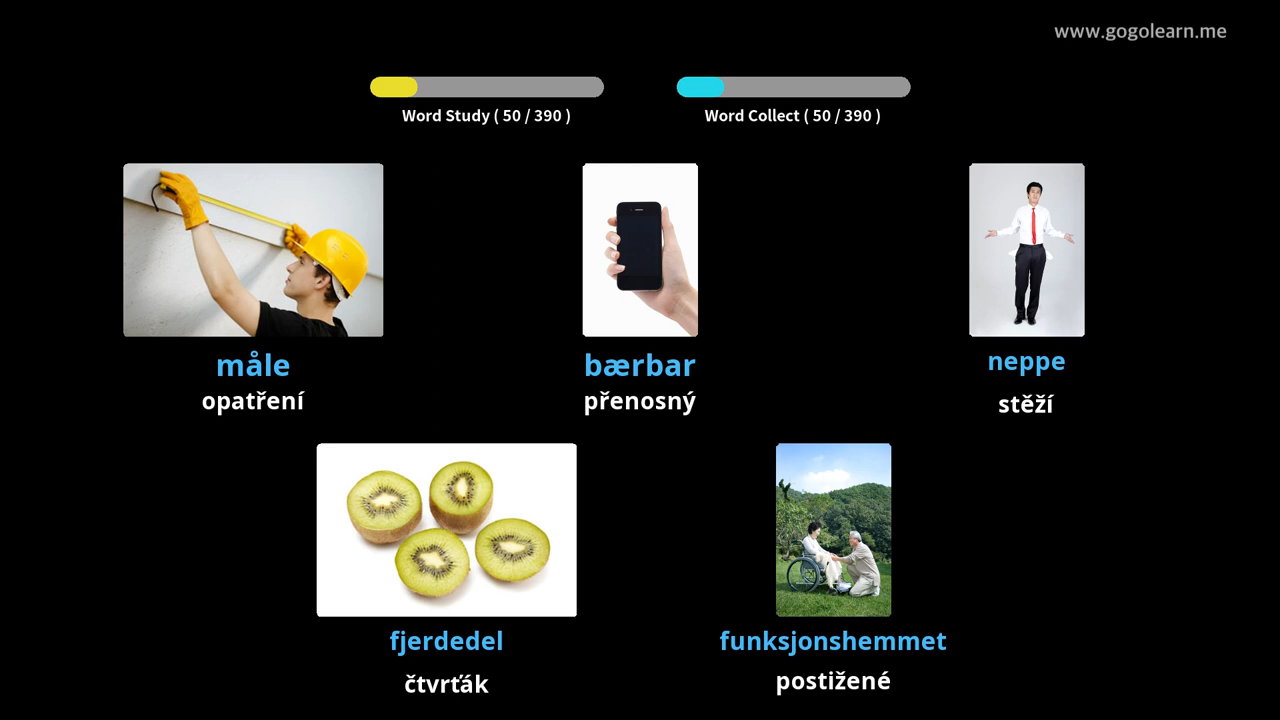 www.gogolearn.me
Word Study ( 50 / 390 )
Word Collect ( 50 / 390 )
måle
opatření
bærbar
přenosný
neppe
stěží
fjerdedel
čtvrťák
funksjonshemmet
postižené